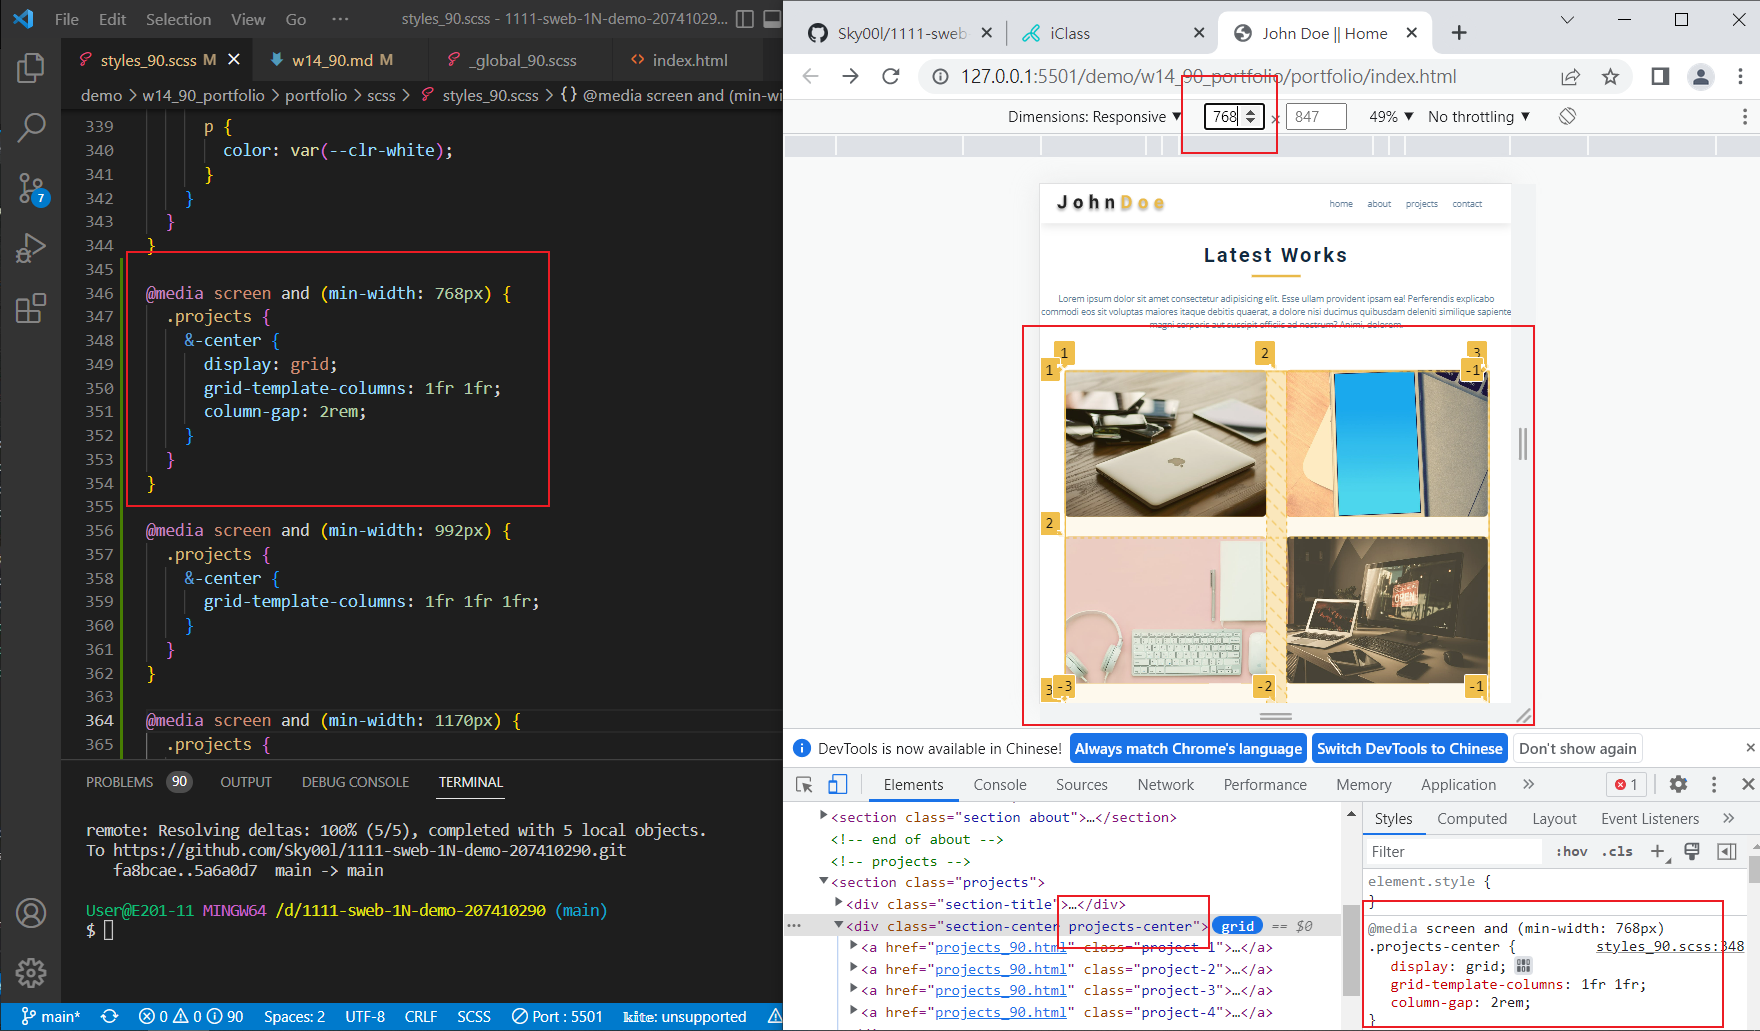 File Edit Selection View Go ··· styles_90.scss - 1111-sweb-1N-demo-20741029...
styles_90.scss M w14_90.md M _global_90.scss index.html
demo > w14_90_portfolio > portfolio > scss > styles_90.scss > {} @media screen and (min-wi
339 p {
340 color: var(--clr-white);
341 }
342 }
343 }
344 }
345
346 @media screen and (min-width: 768px) {
347 .projects {
348 &-center {
349 display: grid;
350 grid-template-columns: 1fr 1fr;
351 column-gap: 2rem;
352 }
353 }
354 }
355
356 @media screen and (min-width: 992px) {
357 .projects {
358 &-center {
359 grid-template-columns: 1fr 1fr 1fr;
360 }
361 }
362 }
363
364 @media screen and (min-width: 1170px) {
365 .projects {
7
PROBLEMS 90 OUTPUT DEBUG CONSOLE TERMINAL
remote: Resolving deltas: 100% (5/5), completed with 5 local objects.
To https://github.com/Sky00l/1111-sweb-1N-demo-207410290.git
fa8bcae..5a6a0d7 main -> main
User@E201-11 MINGW64 /d/1111-sweb-1N-demo-207410290 (main)
$
main* 0 0 90 Spaces: 2 UTF-8 CRLF SCSS Port : 5501 kite: unsupported
Sky00l/1111-sweb- iClass John Doe || Home
127.0.0.1:5501/demo/w14_90_portfolio/portfolio/index.html
Dimensions: Responsive 768 × 847 49% No throttling
JohnDoe home about projects contact
Latest Works
Lorem ipsum dolor sit amet consectetur adipisicing elit. Esse ullam provident ipsam ea! Perferendis explicabo
commodi eos sit voluptas maiores itaque debitis quaerat, a dolore nisi ducimus quibusdam deleniti similique sapiente
magni corporis aut suscipit officiis ad nostrum? Animi, dolorem.
1 2 3
1 -1
2
OPEN
3 -3 -2 -1
DevTools is now available in Chinese! Always match Chrome's language Switch DevTools to Chinese Don't show again
Elements Console Sources Network Performance Memory Application 1
<section class="section about">…</section>
<!-- end of about -->
<!-- projects -->
<section class="projects">
<div class="section-title">…</div>
<div class="section-center projects-center"> grid == $0
<a href="projects_90.html" class="project-1">…</a>
<a href="projects_90.html" class="project-2">…</a>
<a href="projects_90.html" class="project-3">…</a>
<a href="projects_90.html" class="project-4">…</a>
Styles Computed Layout Event Listeners
Filter :hov .cls
element.style {
}
@media screen and (min-width: 768px)
.projects-center { styles_90.scss:348
display: grid;
grid-template-columns: 1fr 1fr;
column-gap: 2rem;
}